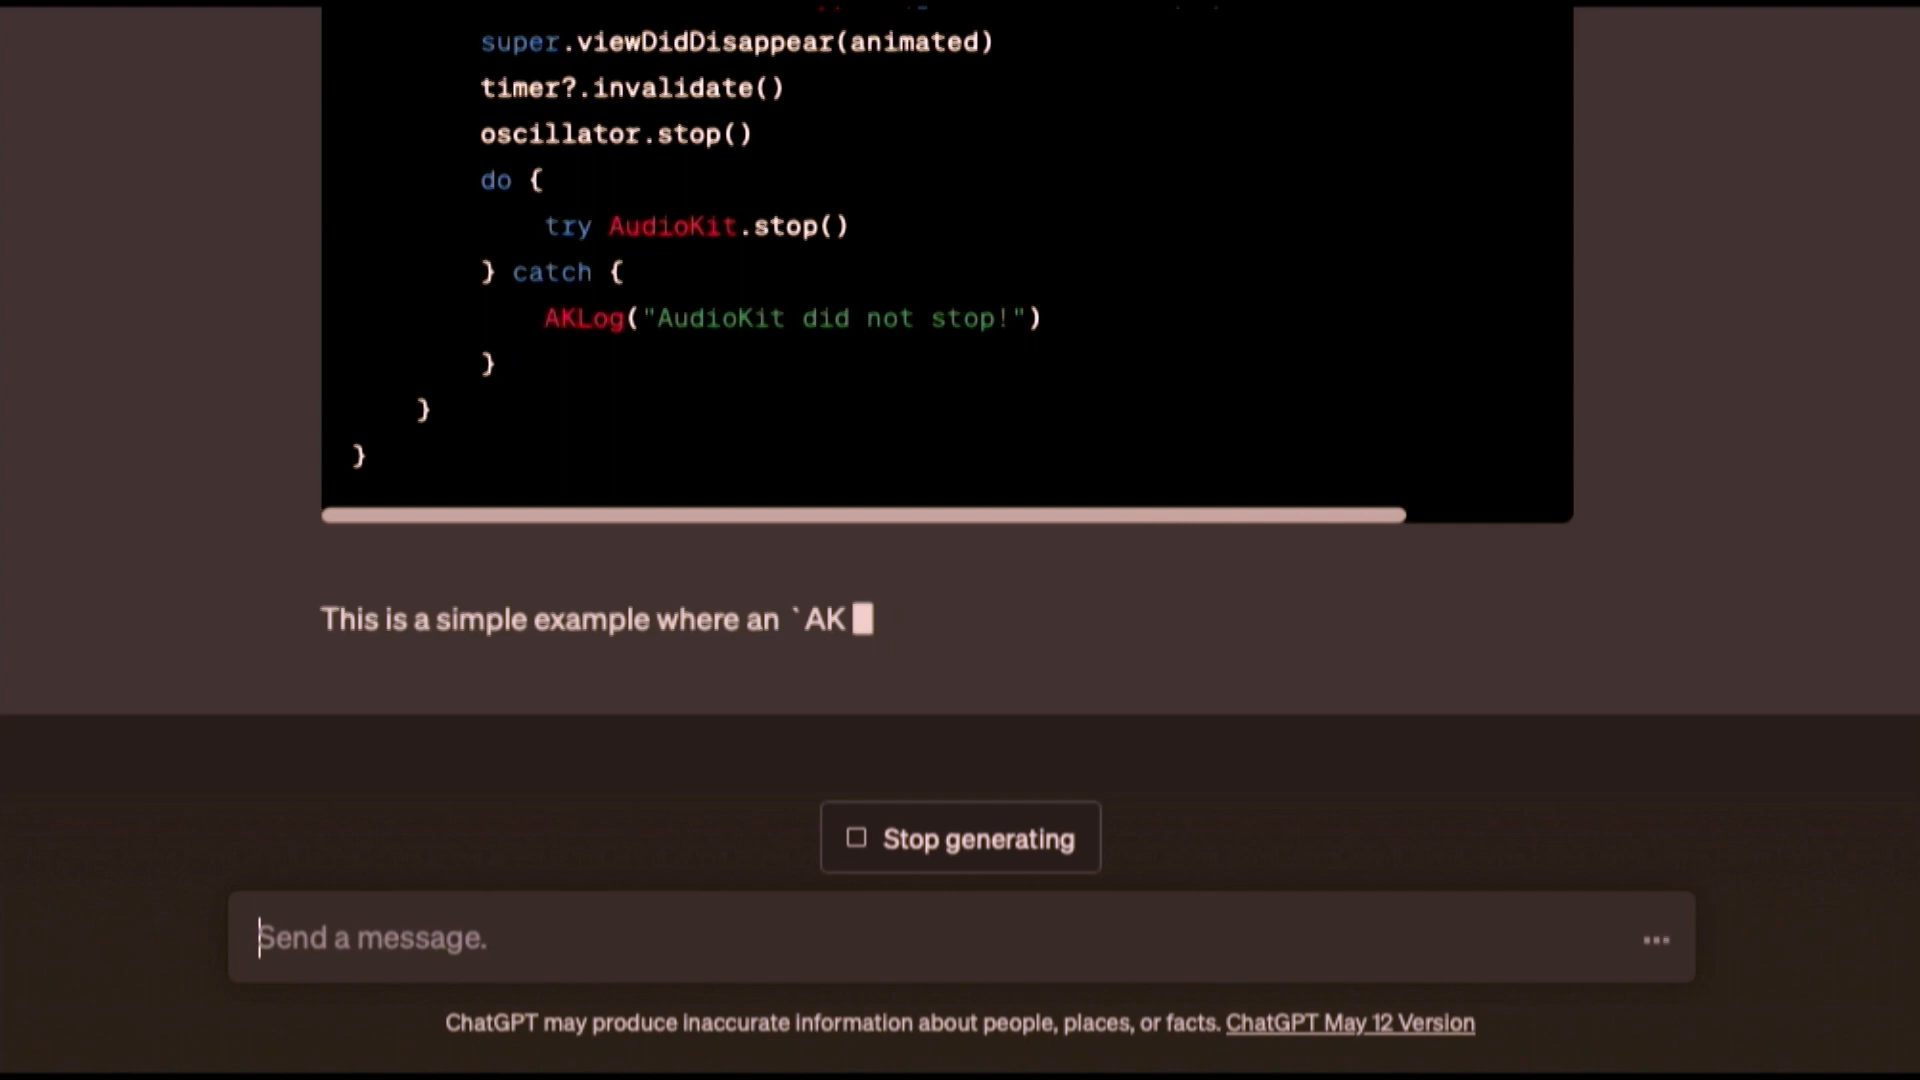 super.viewDidDisappear(animated)
timer?.invalidate()
oscillator.stop()
do {
try AudioKit.stop()
} catch {
AKLog("AudioKit did not stop!")
}
}
}
This is a simple example where an `AK
Stop generating
Send a message.
ChatGPT may produce inaccurate information about people, places, or facts. ChatGPT May 12 Version